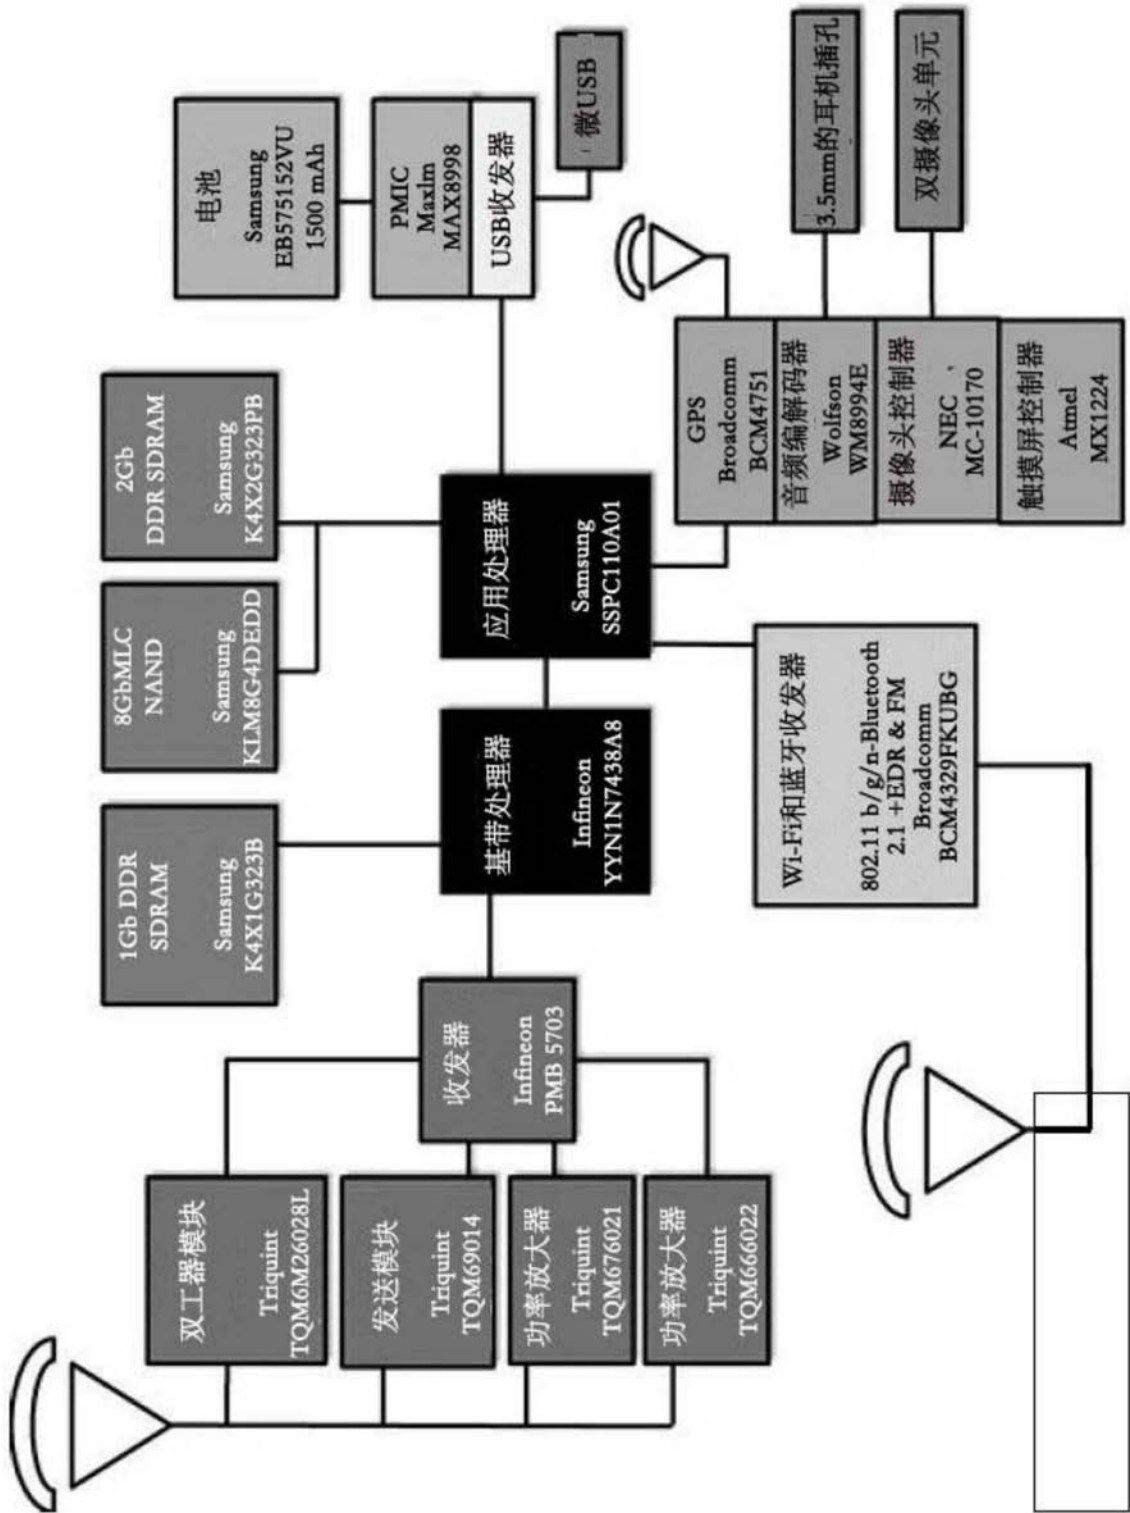 双工器模块
Triquint
TQM6M26028L
发送模块
Triquint
TQM69014
功率放大器
Triquint
TQM676021
功率放大器
Triquint
TQM666022
收发器
Infineon
PMB 5703
1Gb DDR
SDRAM
Samsung
K4X1G323B
8GbMLC
NAND
Samsung
KLM8G4DEDD
2Gb
DDR SDRAM
Samsung
K4X2G323PB
基带处理器
Infineon
YYN1N7438A8
应用处理器
Samsung
SSPC110A01
电池
Samsung
EB575152VU
1500 mAh
PMIC
Maxlm
MAX8998
USB收发器
微USB
Wi-Fi和蓝牙收发器
802.11 b/g/n-Bluetooth
2.1 +EDR & FM
Broadcomm
BCM4329FKUBG
GPS
Broadcomm
BCM4751
音频编解码器
Wolfson
WM8994E
摄像头控制器
NEC
MC-10170
触摸屏控制器
Atmel
MX1224
3.5mm的耳机插孔
双摄像头单元